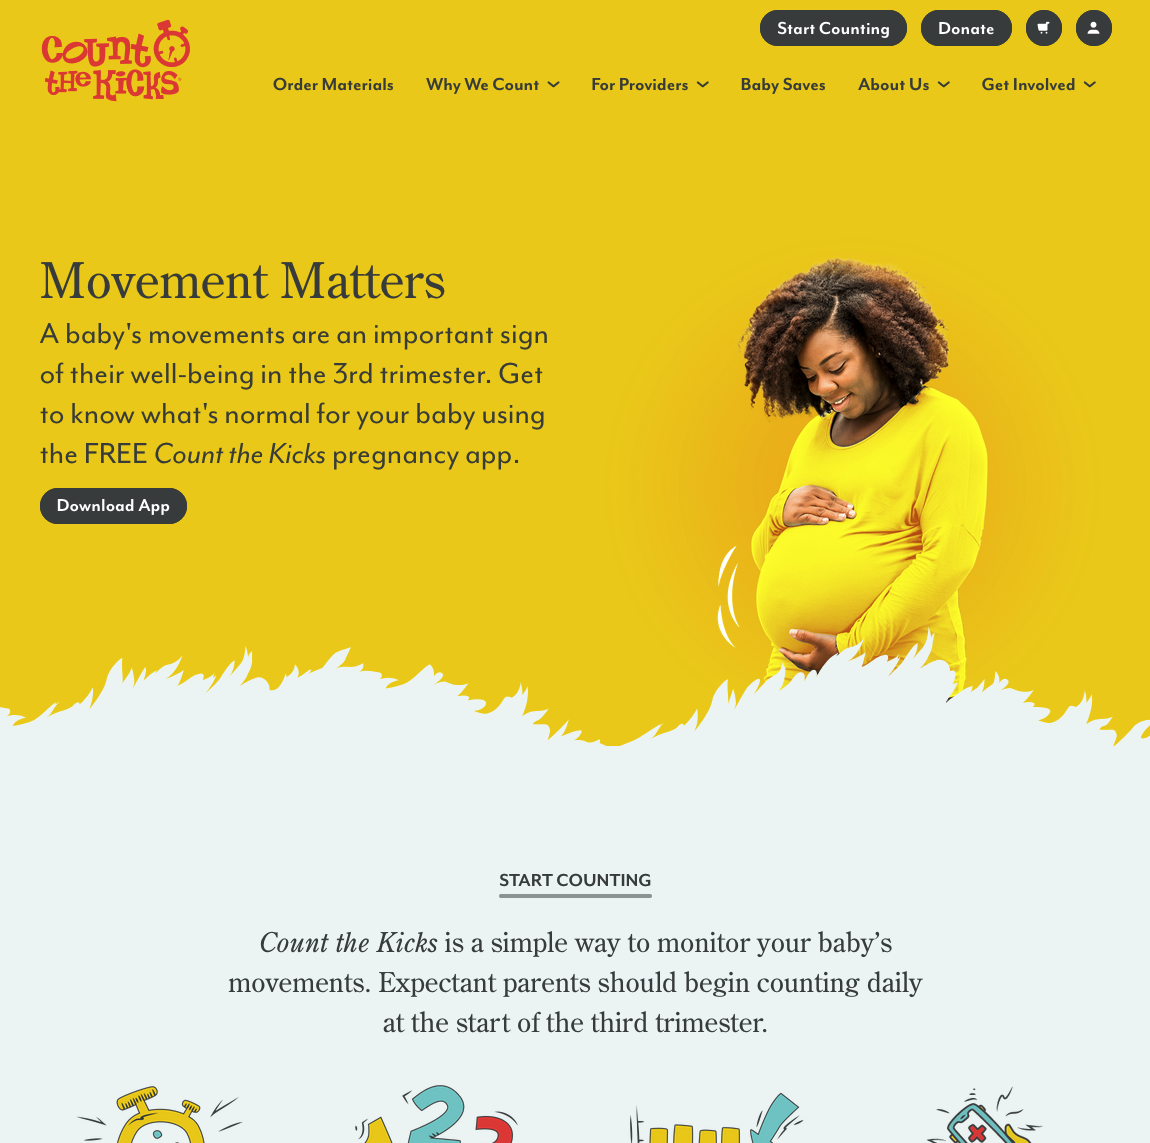 Start Counting
Donate
count
the Kicks
Order Materials
Why We Count
For Providers
Baby Saves
About Us
Get Involved
Movement Matters
A baby's movements are an important sign
of their well-being in the 3rd trimester. Get
to know what's normal for your baby using
the FREE Count the Kicks pregnancy app.
Download App
START COUNTING
Count the Kicks is a simple way to monitor your baby’s
movements. Expectant parents should begin counting daily
at the start of the third trimester.
2